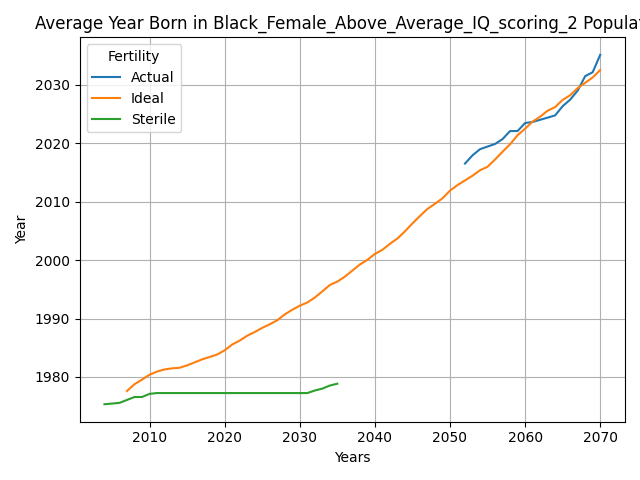 Average Year Born in Black_Female_Above_Average_IQ_scoring_2 Populat
Fertility
Actual
Ideal
Sterile
Year
2030
2020
2010
2000
1990
1980
2010 2020 2030 2040 2050 2060 2070
Years